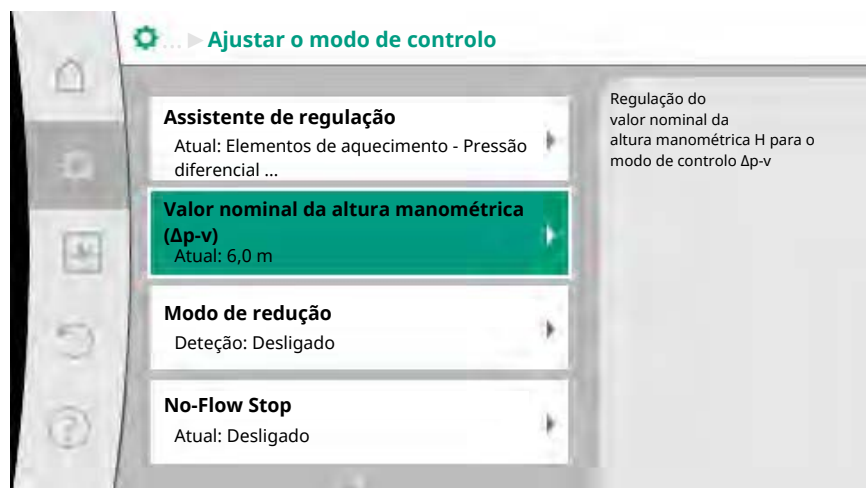 ... Ajustar o modo de controlo
Assistente de regulação
Atual: Elementos de aquecimento - Pressão
diferencial ...
Valor nominal da altura manométrica
(Δp-v)
Atual: 6,0 m
Modo de redução
Deteção: Desligado
No-Flow Stop
Atual: Desligado
Regulação do
valor nominal da
altura manométrica H para o
modo de controlo Δp-v